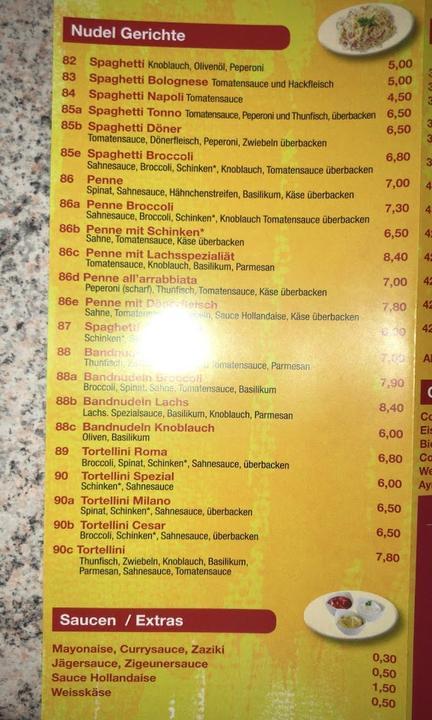 Nudel Gerichte
82 Spaghetti Knoblauch, Olivenöl, Peperoni 5,00
83 Spaghetti Bolognese Tomatensauce und Hackfleisch 5,00
84 Spaghetti Napoli Tomatensauce 4,50
85a Spaghetti Tonno Tomatensauce, Peperoni und Thunfisch, überbacken 6,50
85b Spaghetti Döner 6,50
Tomatensauce, Dönerfleisch, Peperoni, Zwiebeln überbacken
85e Spaghetti Broccoli 6,80
Sahnesauce, Broccoli, Schinken*, Knoblauch, Tomatensauce überbacken
86 Penne 7,00
Spinat, Sahnesauce, Hähnchenstreifen, Basilikum, Käse überbacken
86a Penne Broccoli 7,30
Sahnesauce, Broccoli, Schinken*, Knoblauch Tomatensauce überbacken
86b Penne mit Schinken* 6,50
Sahne, Tomatensauce, Käse überbacken
86c Penne mit Lachsspezialiät 8,40
Tomatensauce, Knoblauch, Basilikum, Parmesan
86d Penne all'arrabbiata 7,00
Peperoni (scharf), Thunfisch, Tomatensauce, Käse überbacken
86e Penne mit Dönerfleisch 7,80
Sahne, Sauce Hollandaise, Käse überbacken
87 Spaghetti
Schinken*,
88 7,00
Thunfisch, Tomatensauce, Parmesan
88a Bandnudeln Broccoli 7,90
Broccoli, Spinat, Sahne, Tomatensauce, Basilikum
88b Bandnudeln Lachs 8,40
Lachs. Spezialsauce, Basilikum, Knoblauch, Parmesan
88c Bandnudeln Knoblauch 6,00
Oliven, Basilikum
89 Tortellini Roma 6,80
Broccoli, Spinat, Schinken*, Sahnesauce, überbacken
90 Tortellini Spezial 6,00
Schinken*, Sahnesauce
90a Tortellini Milano 6,50
Spinat, Schinken*, Sahnesauce, überbacken
90b Tortellini Cesar 6,50
Broccoli, Schinken*, Sahnesauce, überbacken
90c Tortellini 7,80
Thunfisch, Zwiebeln, Knoblauch, Basilikum,
Parmesan, Sahnesauce, Tomatensauce
Saucen / Extras
Mayonaise, Currysauce, Zaziki 0,30
Jägersauce, Zigeunersauce 0,50
Sauce Hollandaise 1,50
Weisskäse 0,50